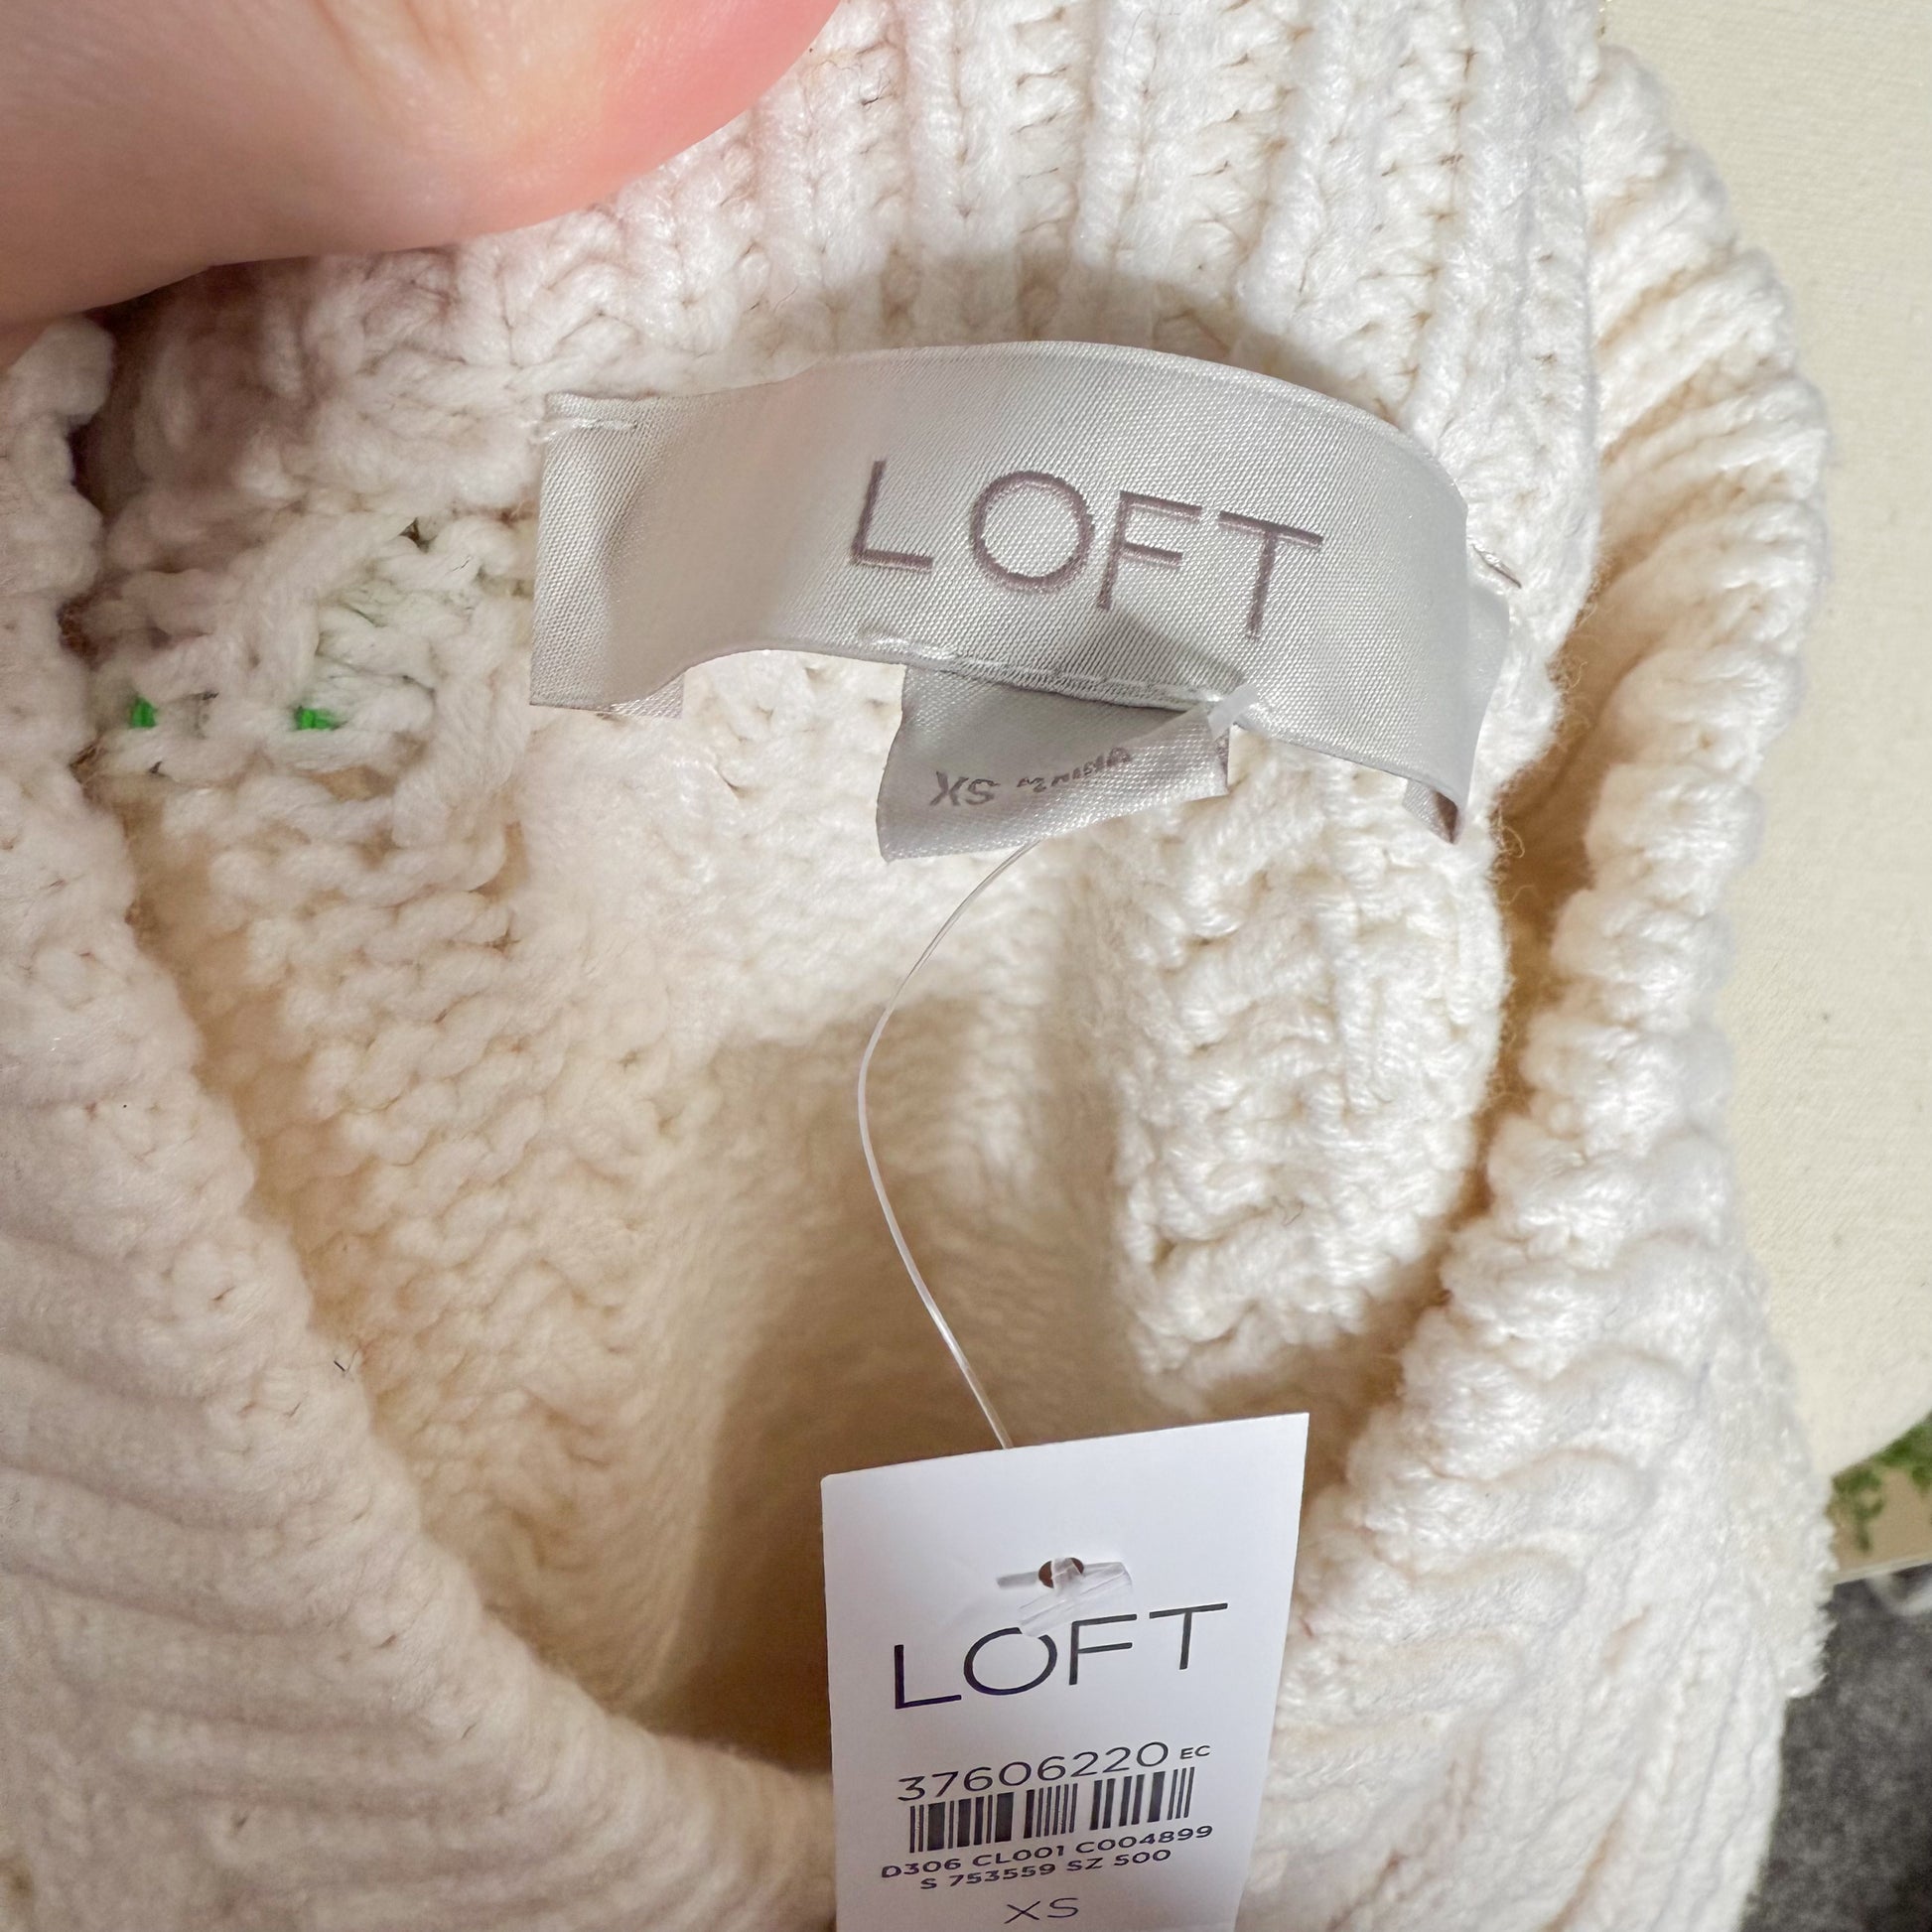 LOFT
XS
LOFT
37606220 EC
D306 CL001 C004899
S 753559 SZ 500
XS